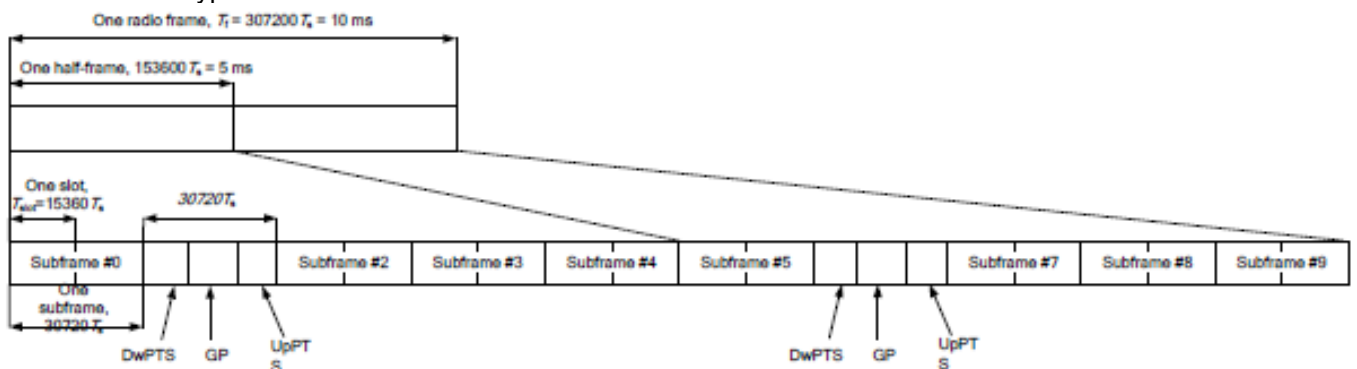 One radio frame, Tf = 307200 Ts = 10 ms
One half-frame, 153600 Ts = 5 ms
One slot,
Tslot=15360 Ts
30720Ts
Subframe #0
Subframe #2
Subframe #3
Subframe #4
Subframe #5
Subframe #7
Subframe #8
Subframe #9
One
subframe,
30720 Ts
DwPTS
GP
UpPT
S
DwPTS
GP
UpPT
S